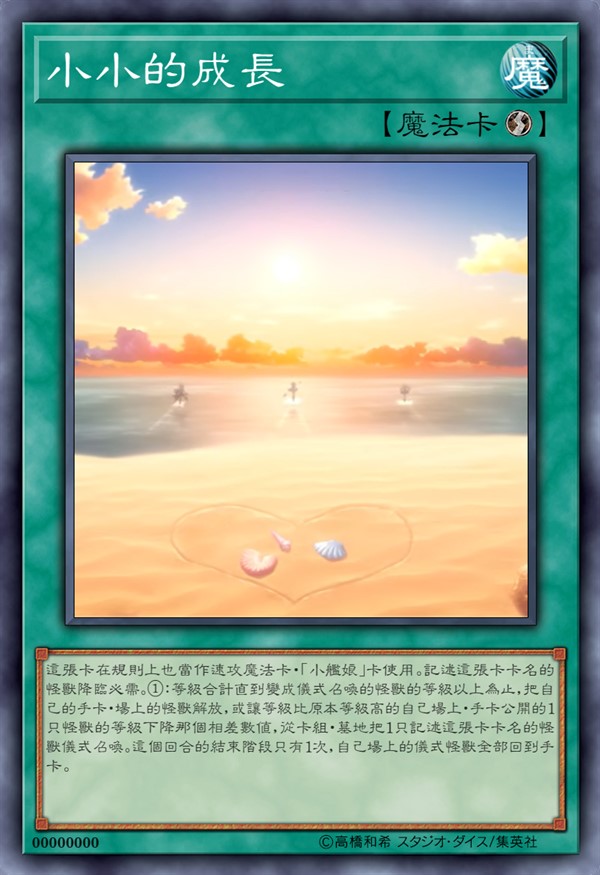 小小的成長
魔
【魔法卡】
這張卡在規則上也當作速攻魔法卡・「小艦娘」卡使用。記述這張卡卡名的
怪獸降臨必需。①:等級合計直到變成儀式召喚的怪獸的等級以上為止,把自
己的手卡・場上的怪獸解放,或讓等級比原本等級高的自己場上・手卡公開的1
只怪獸的等級下降那個相差數值,從卡組・墓地把1只記述這張卡卡名的怪
獸儀式召喚。這個回合的結束階段只有1次,自己場上的儀式怪獸全部回到手
卡。
00000000
©高橋和希 スタジオ・ダイス/集英社